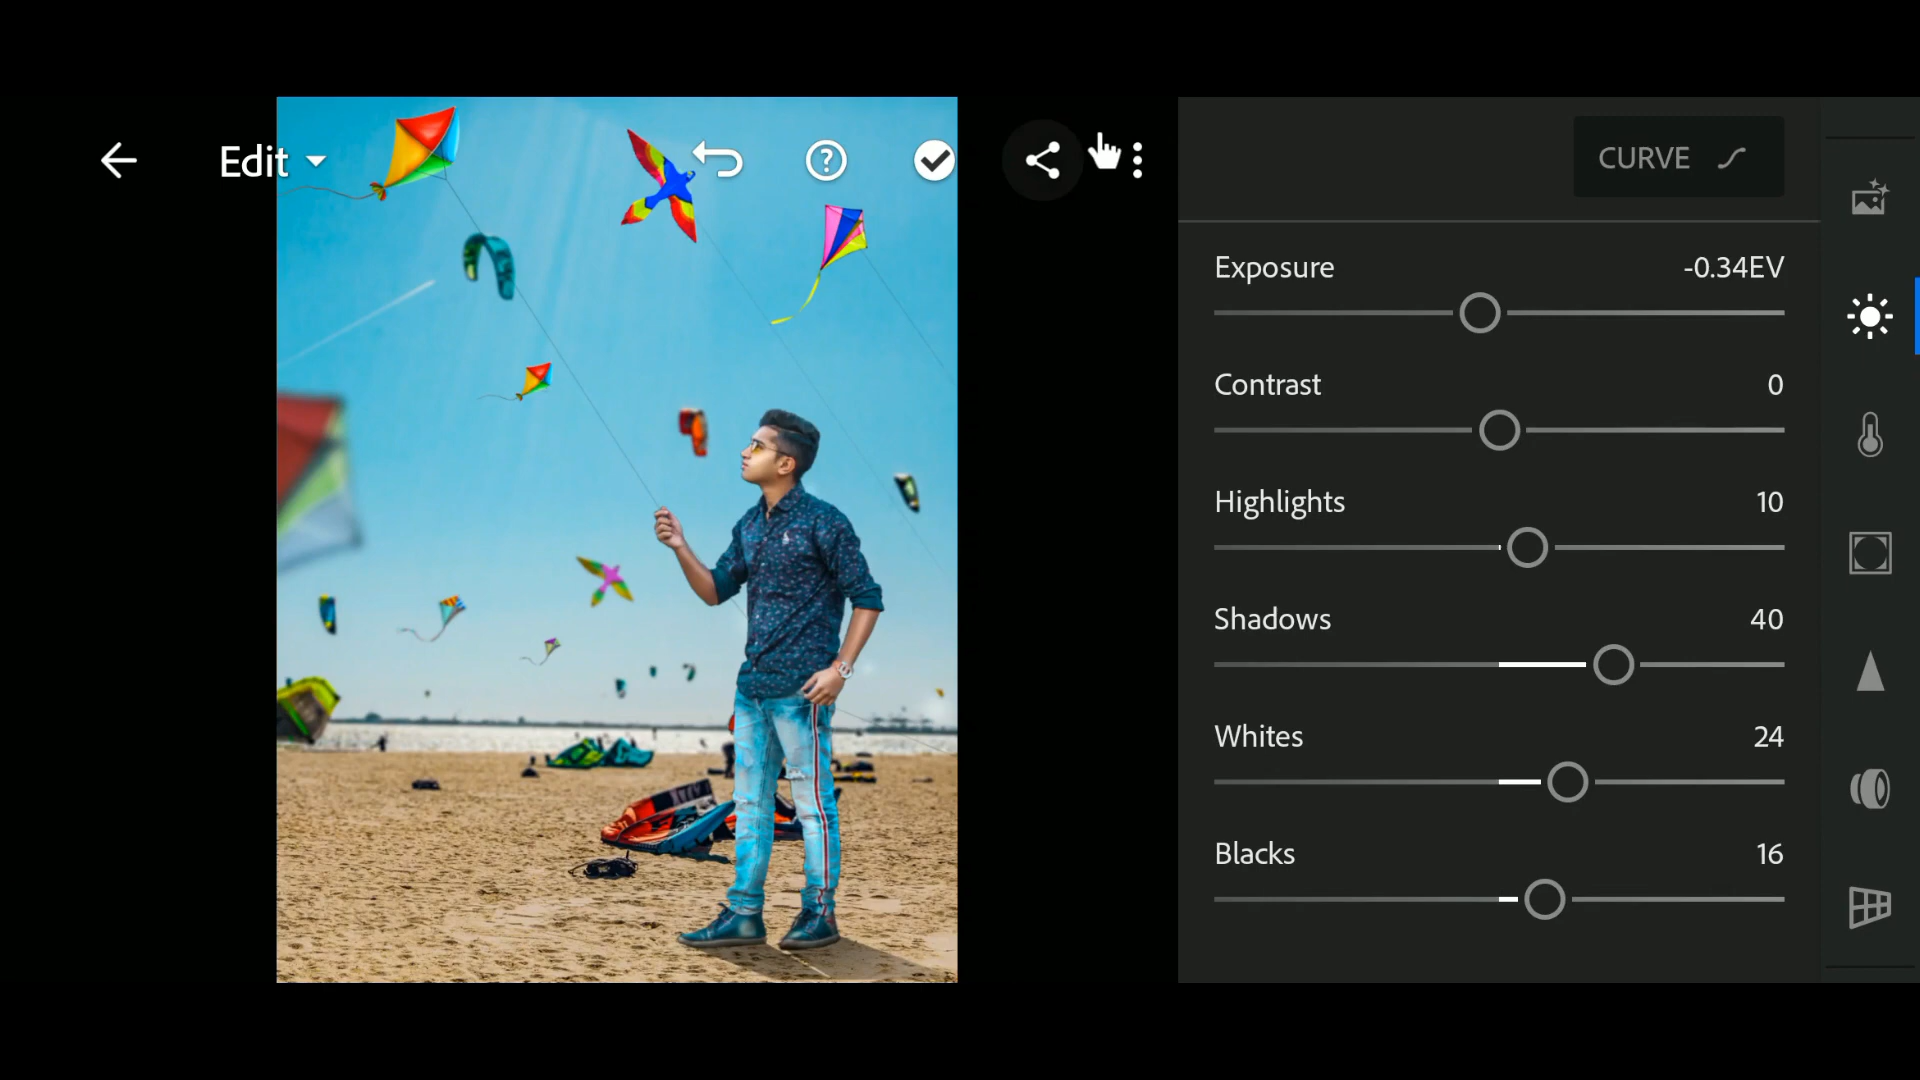 Edit
CURVE
Exposure -0.34EV
Contrast 0
Highlights 10
Shadows 40
Whites 24
Blacks 16